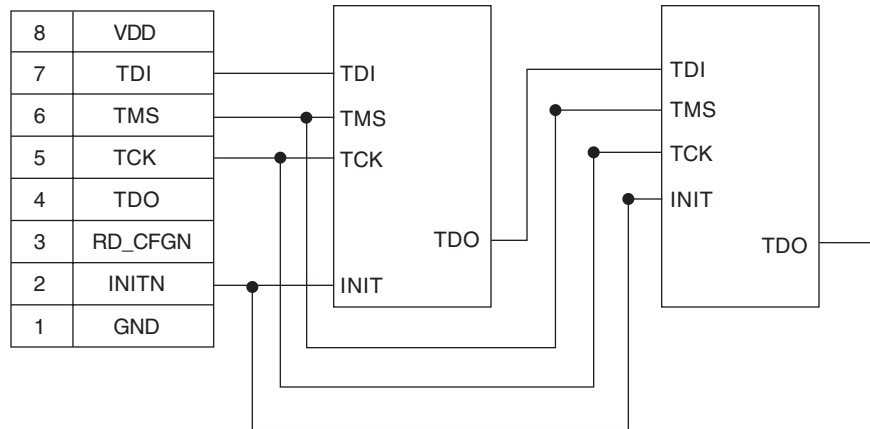 8 VDD
7 TDI
6 TMS
5 TCK
4 TDO
3 RD_CFGN
2 INITN
1 GND
TDI
TMS
TCK
TDO
INIT
TDI
TMS
TCK
INIT
TDO